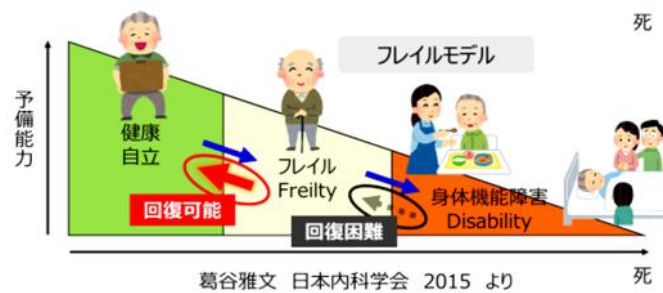 死
フレイルモデル
予備能力
健康
自立
フレイル
Freilty
回復可能
回復困難
身体機能障害
Disability
葛谷雅文 日本内科学会 2015 より
死